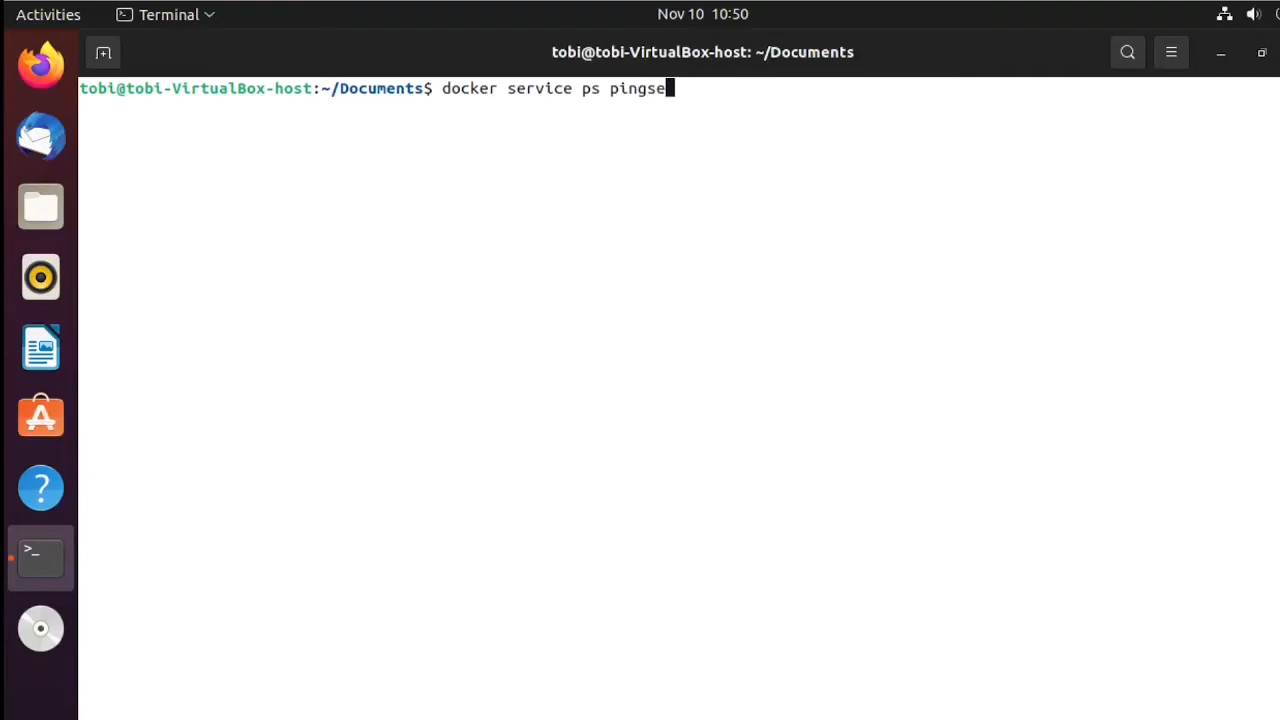 Activities
Terminal
Nov 10 10:50
tobi@tobi-VirtualBox-host: ~/Documents
tobi@tobi-VirtualBox-host:~/Documents$ docker service ps pingse
?
>_